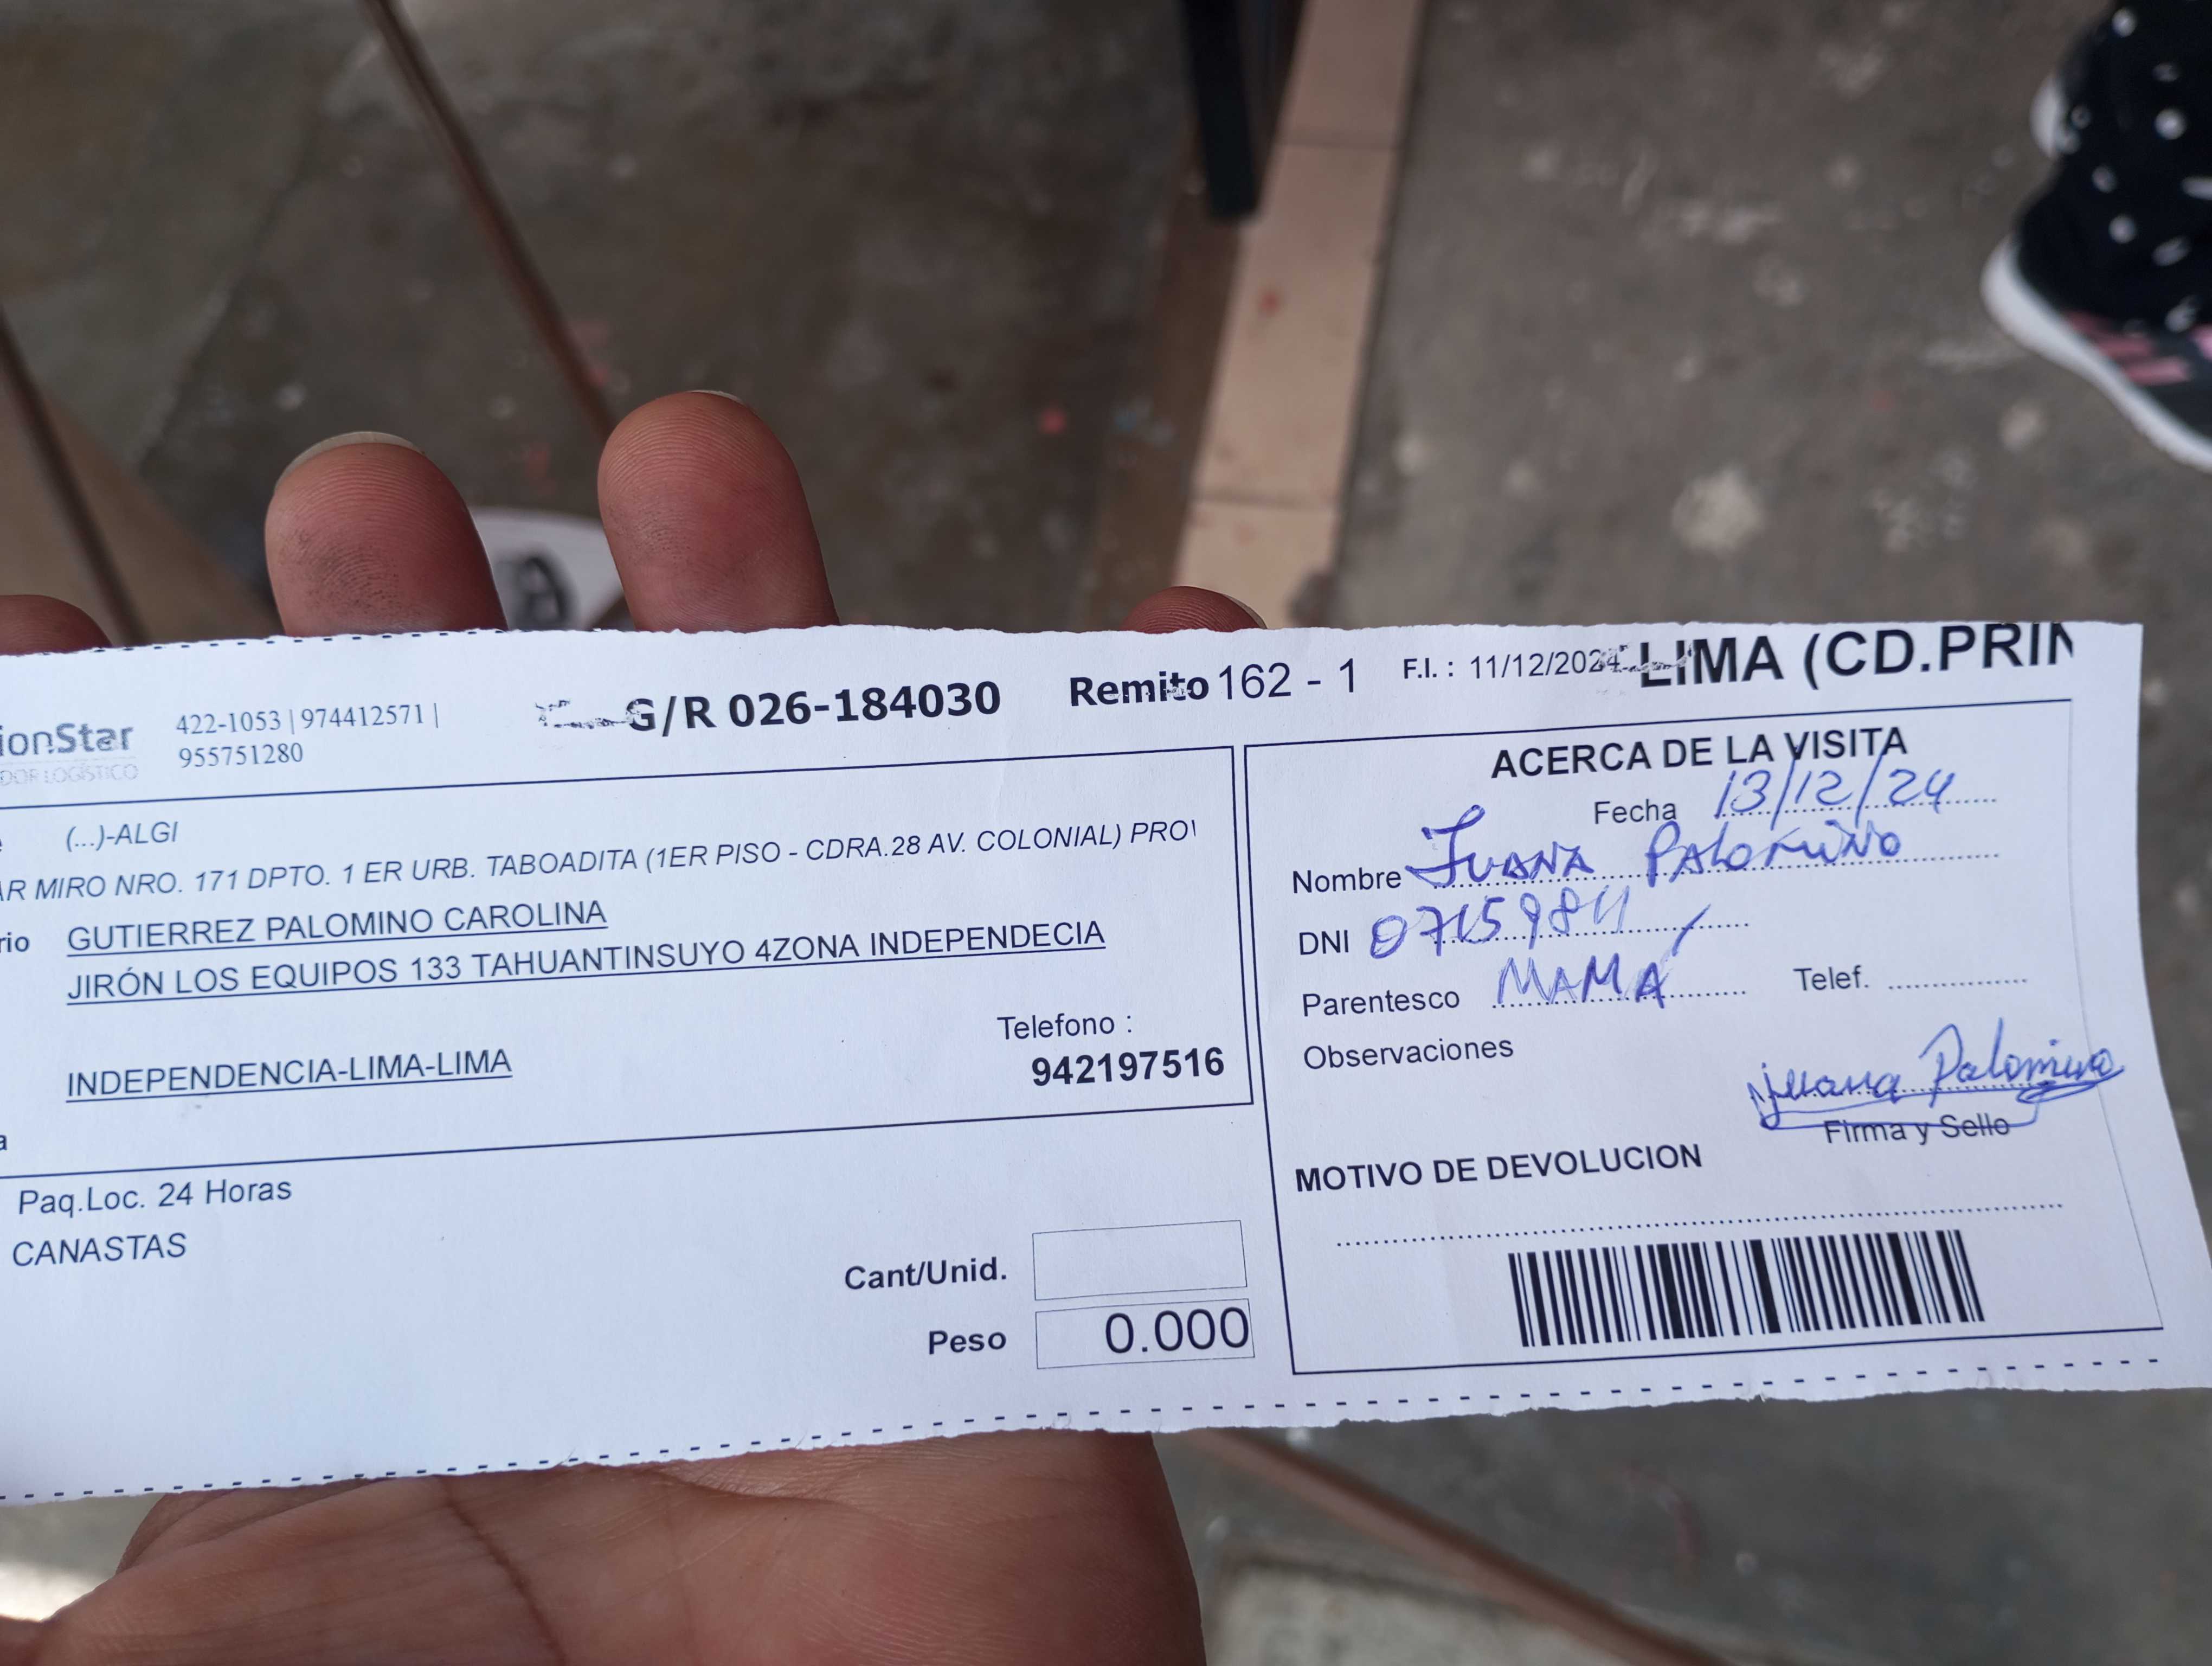 ionStar
DOR LOGÍSTICO
422-1053 | 974412571 |
955751280
G/R 026-184030
Remito 162 - 1
F.I. : 11/12/2024
LIMA (CD.PRIN
(...)-ALGI
AR MIRO NRO. 171 DPTO. 1 ER URB. TABOADITA (1ER PISO - CDRA.28 AV. COLONIAL) PROV
rio GUTIERREZ PALOMINO CAROLINA
JIRÓN LOS EQUIPOS 133 TAHUANTINSUYO 4ZONA INDEPENDECIA
Telefono :
INDEPENDENCIA-LIMA-LIMA
942197516
a
Paq.Loc. 24 Horas
CANASTAS
Cant/Unid.
Peso 0.000
ACERCA DE LA VISITA
Fecha 13/12/24
Nombre JUANA PALOMINO
DNI
Parentesco MAMÁ Telef.
Observaciones
Juana Palomino
Firma y Sello
MOTIVO DE DEVOLUCION